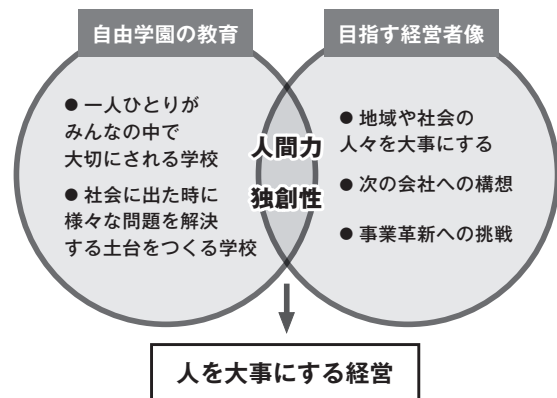 自由学園の教育
● 一人ひとりが
みんなの中で
大切にされる学校
● 社会に出た時に
様々な問題を解決
する土台をつくる学校
人間力
独創性
目指す経営者像
● 地域や社会の
人々を大事にする
● 次の会社への構想
● 事業革新への挑戦
人を大事にする経営